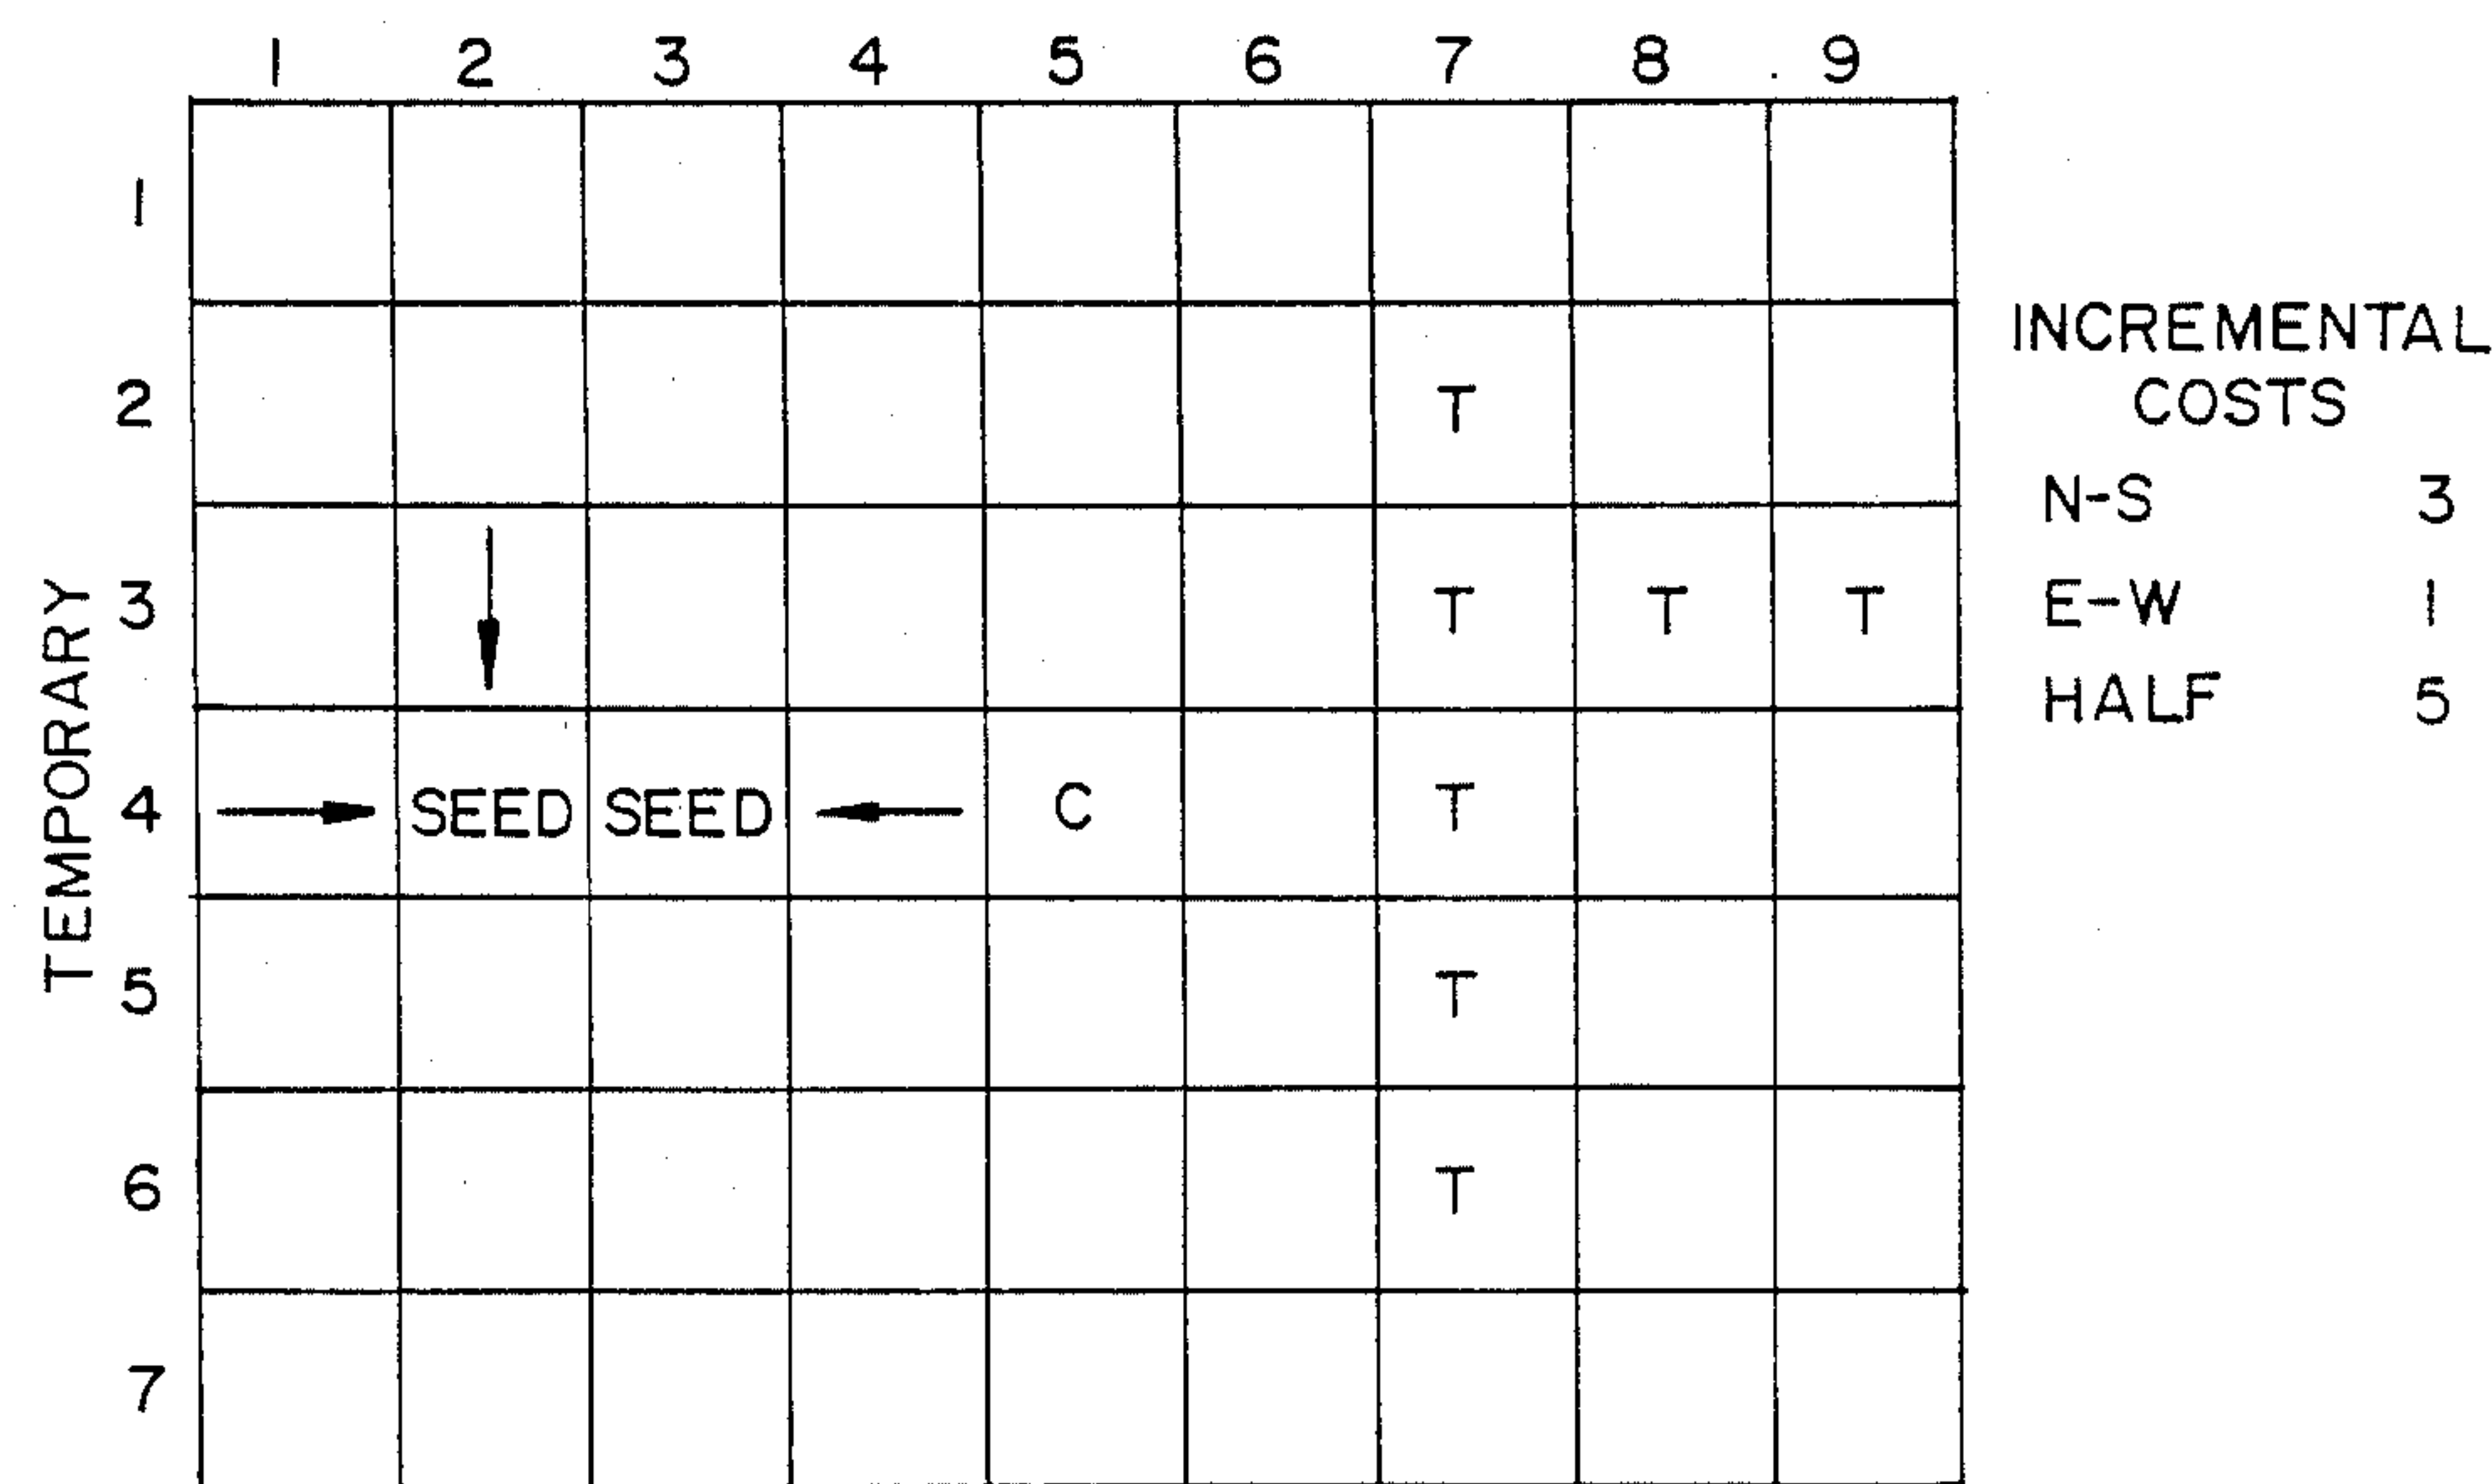 1 2 3 4 5 6 7 8 9
1
2 T
3 T T T
4 SEED SEED C T
5 T
6 T
7
TEMPORARY
INCREMENTAL
COSTS
N-S 3
E-W 1
HALF 5